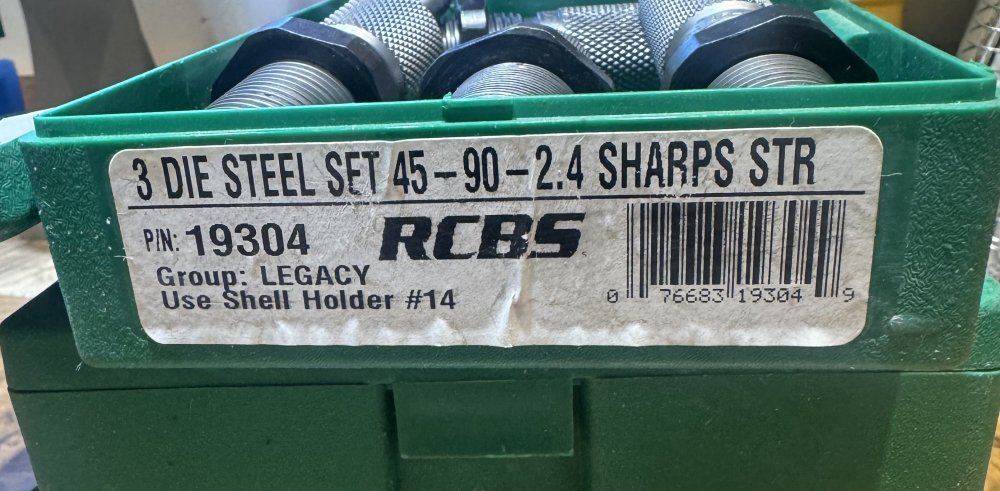 3 DIE STEEL SET 45-90-2.4 SHARPS STR
P/N: 19304
RCBS
Group: LEGACY
Use Shell Holder #14
0 76683 19304 9